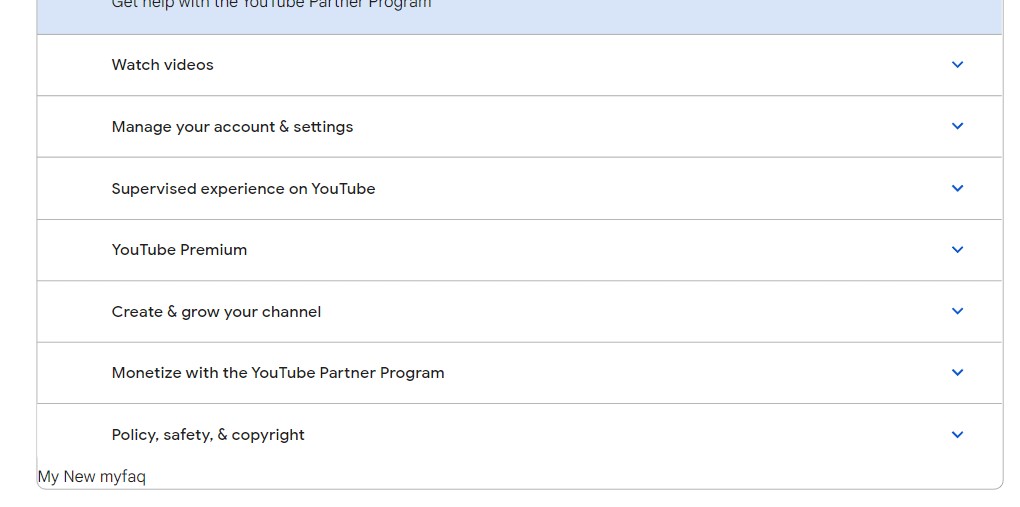 Get help with the YouTube Partner Program
Watch videos
Manage your account & settings
Supervised experience on YouTube
YouTube Premium
Create & grow your channel
Monetize with the YouTube Partner Program
Policy, safety, & copyright
My New myfaq